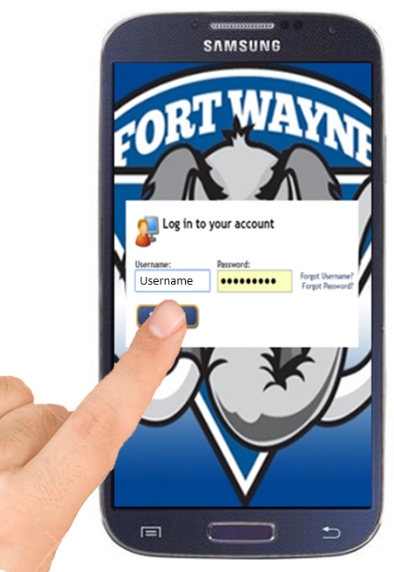 SAMSUNG
FORT WAYNE
Log in to your account
Username:
Password:
Username
Forgot Username?
Forgot Password?